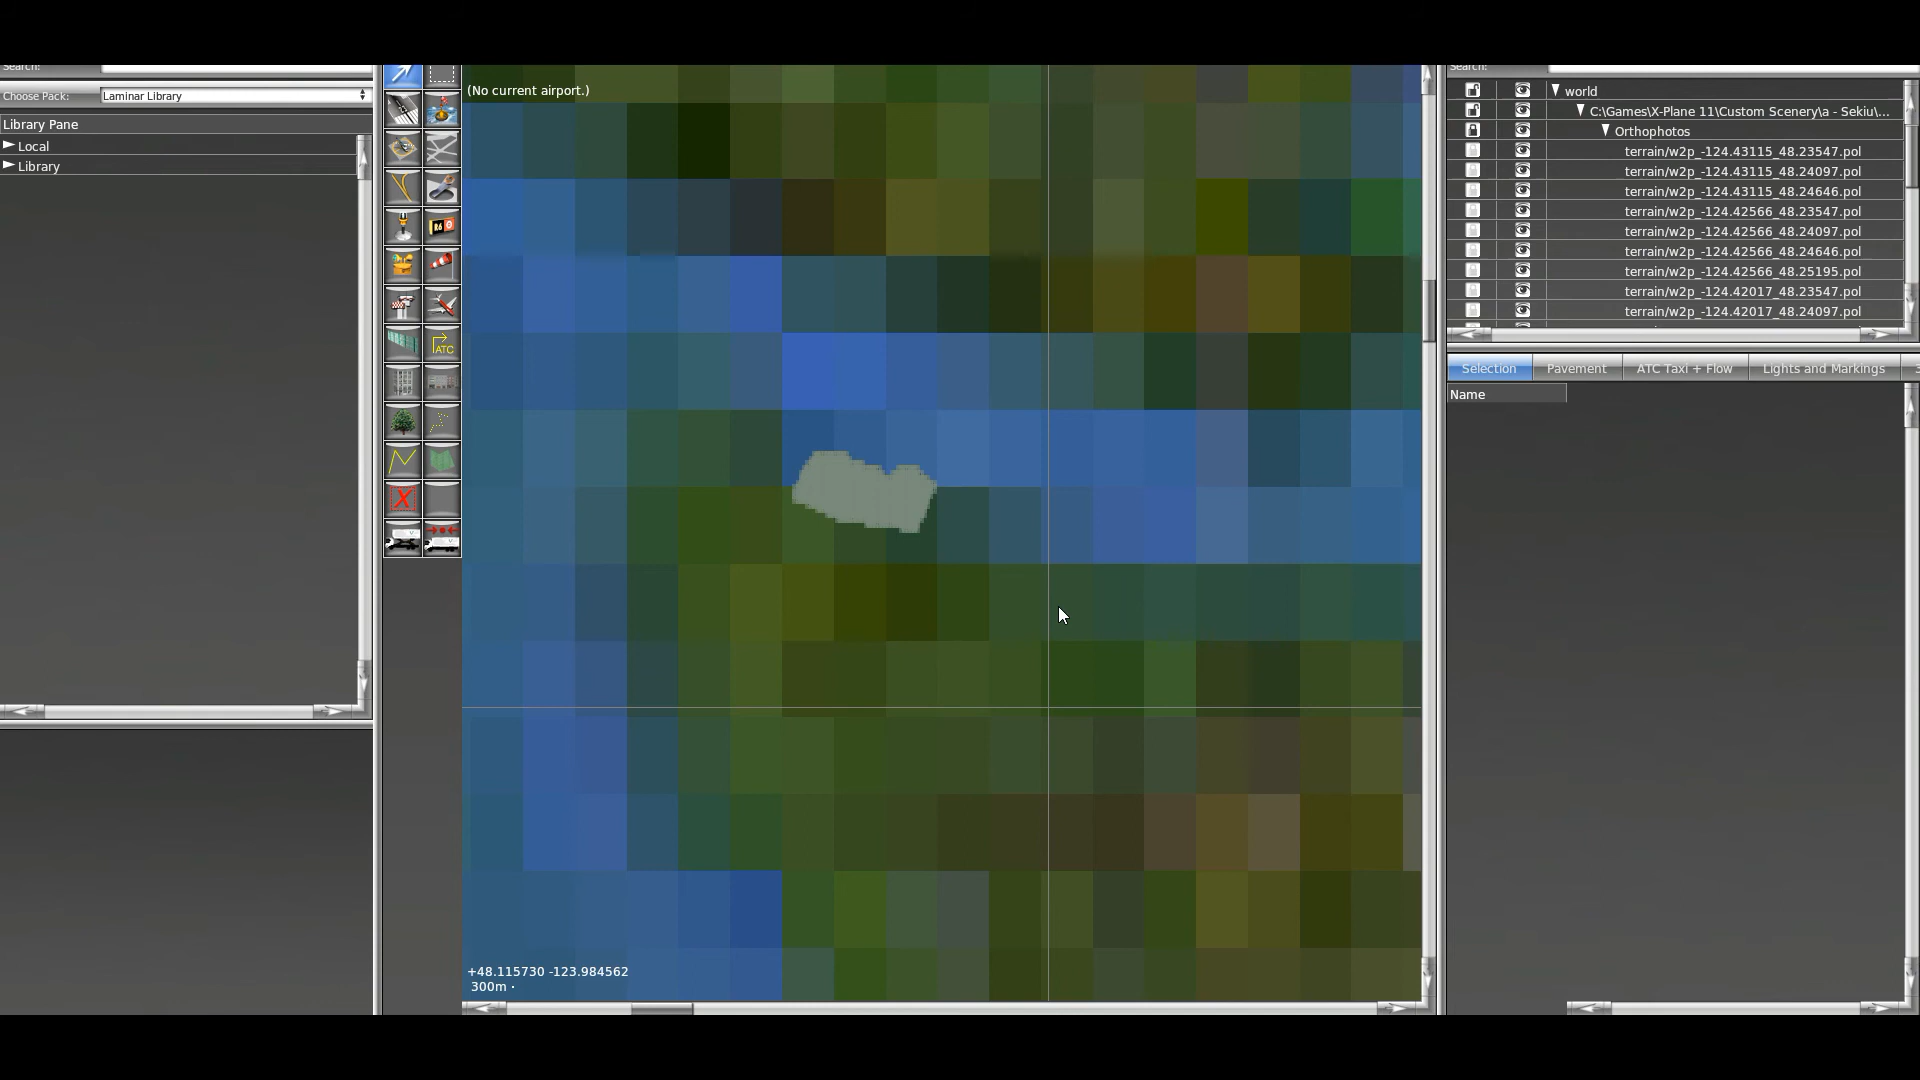 Search:
Choose Pack: Laminar Library
Library Pane
Local
Library
(No current airport.)
R6
ATC
X
+48.115730 -123.984562
300m
Search:
world
C:\Games\X-Plane 11\Custom Scenery\a - Sekiu\...
Orthophotos
terrain/w2p_-124.43115_48.23547.pol
terrain/w2p_-124.43115_48.24097.pol
terrain/w2p_-124.43115_48.24646.pol
terrain/w2p_-124.42566_48.23547.pol
terrain/w2p_-124.42566_48.24097.pol
terrain/w2p_-124.42566_48.24646.pol
terrain/w2p_-124.42566_48.25195.pol
terrain/w2p_-124.42017_48.23547.pol
terrain/w2p_-124.42017_48.24097.pol
Selection Pavement ATC Taxi + Flow Lights and Markings
Name